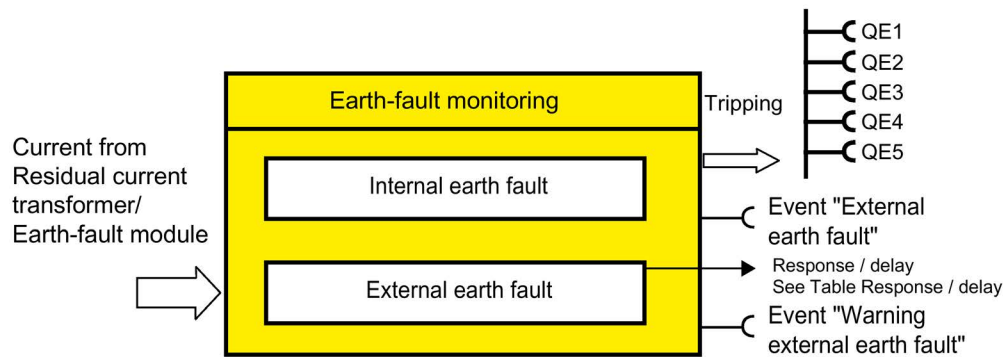 QE1
QE2
QE3
QE4
QE5
Earth-fault monitoring
Tripping
Current from
Residual current
transformer/
Earth-fault module
Internal earth fault
Event "External
earth fault"
External earth fault
Response / delay
See Table Response / delay
Event "Warning
external earth fault"